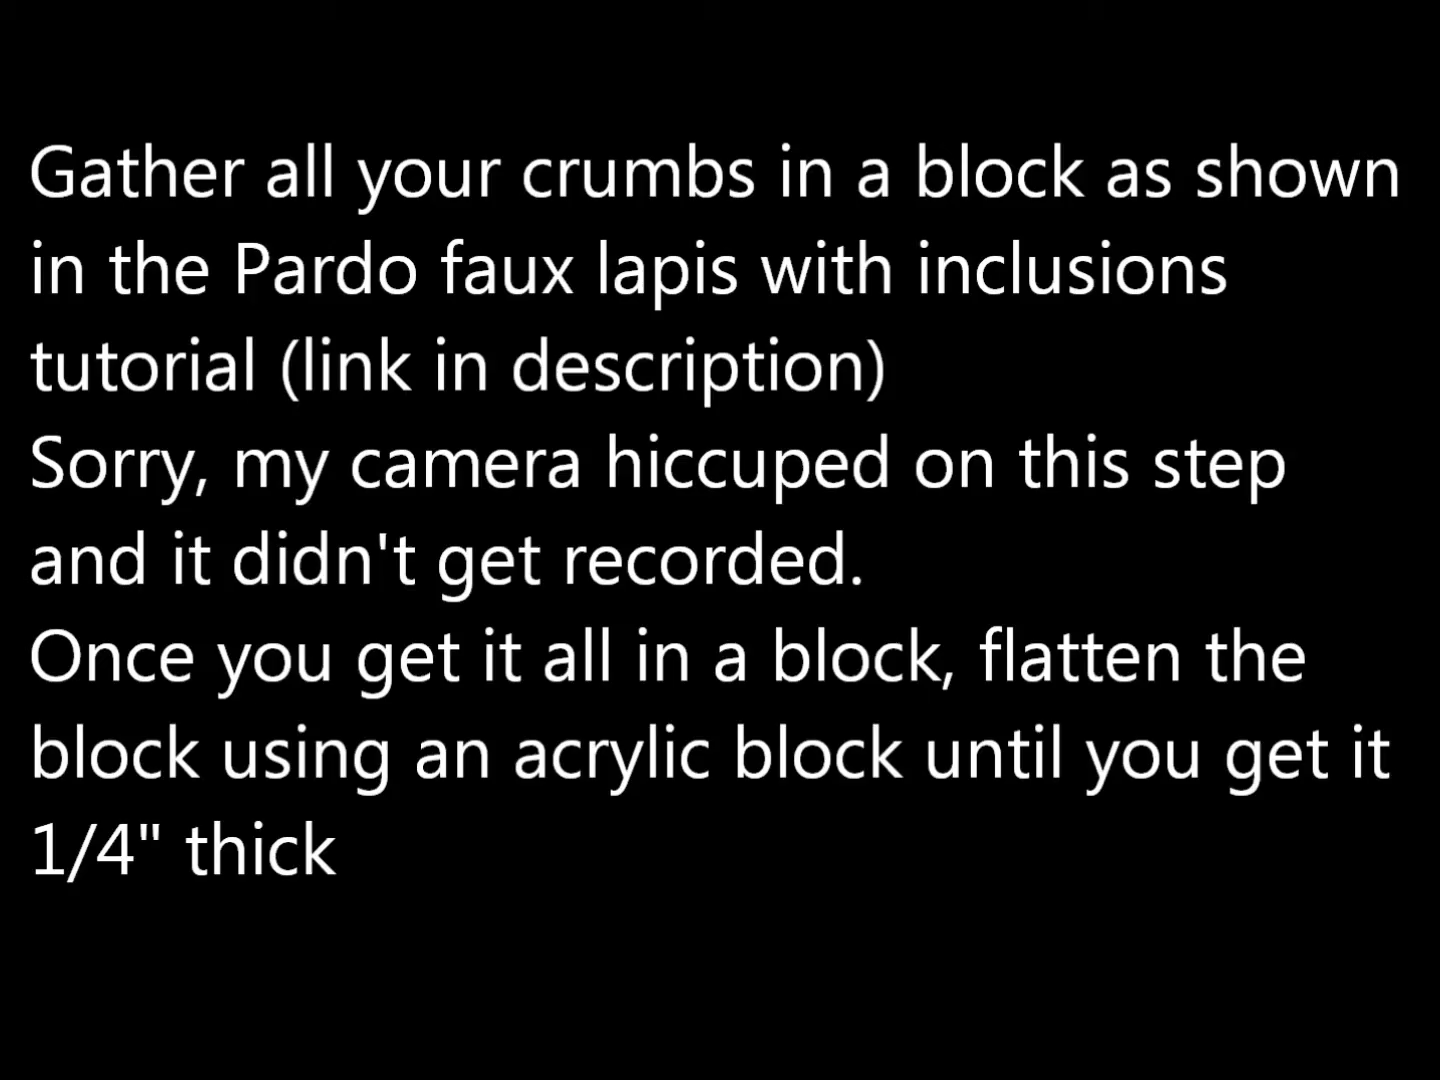 Gather all your crumbs in a block as shown
in the Pardo faux lapis with inclusions
tutorial (link in description)
Sorry, my camera hiccuped on this step
and it didn't get recorded.
Once you get it all in a block, flatten the
block using an acrylic block until you get it
1/4" thick